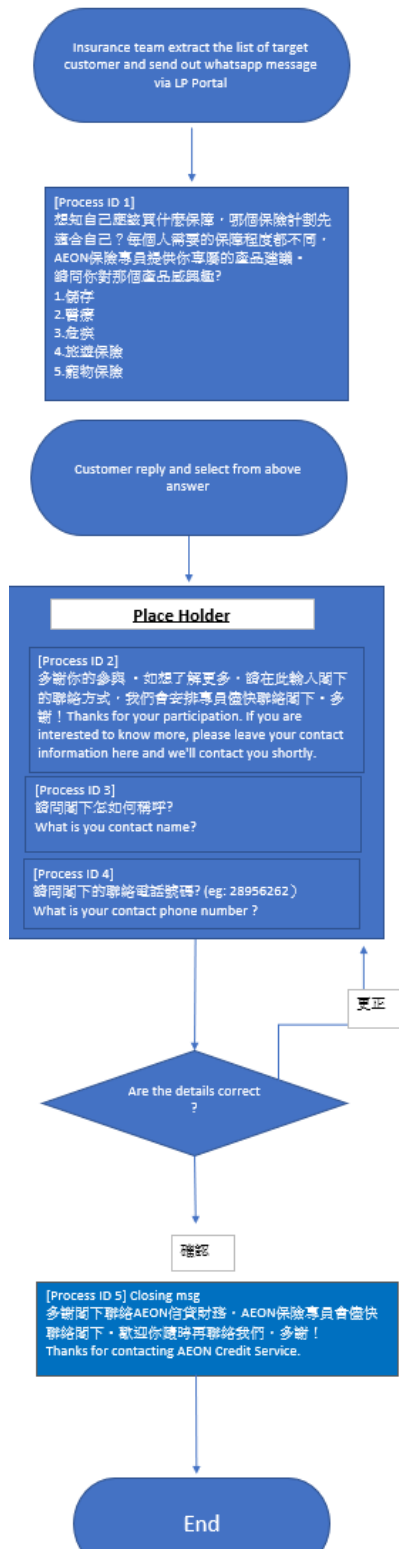 Insurance team extract the list of target
customer and send out whatsapp message
via LP Portal
[Process ID 1]
想知自己應該買什麼保障，哪個保險計劃先
適合自己？每個人需要的保障程度都不同，
AEON保險專員提供你專屬的產品建議。
請問你對那個產品感興趣?
1.儲存
2.醫療
3.危疾
4.旅遊保險
5.寵物保險
Customer reply and select from above
answer
Place Holder
[Process ID 2]
多謝你的參與 。如想了解更多，請在此輸入閣下
的聯絡方式，我們會安排專員儘快聯絡閣下。多
謝！Thanks for your participation. If you are
interested to know more, please leave your contact
information here and we'll contact you shortly.
[Process ID 3]
請問閣下怎如何稱呼?
What is you contact name?
[Process ID 4]
請問閣下的聯絡電話號碼? (eg: 28956262）
What is your contact phone number ?
更正
Are the details correct
?
確認
[Process ID 5] Closing msg
多謝閣下聯絡AEON信貸財務，AEON保險專員會儘快
聯絡閣下。歡迎你隨時再聯絡我們，多謝！
Thanks for contacting AEON Credit Service.
End